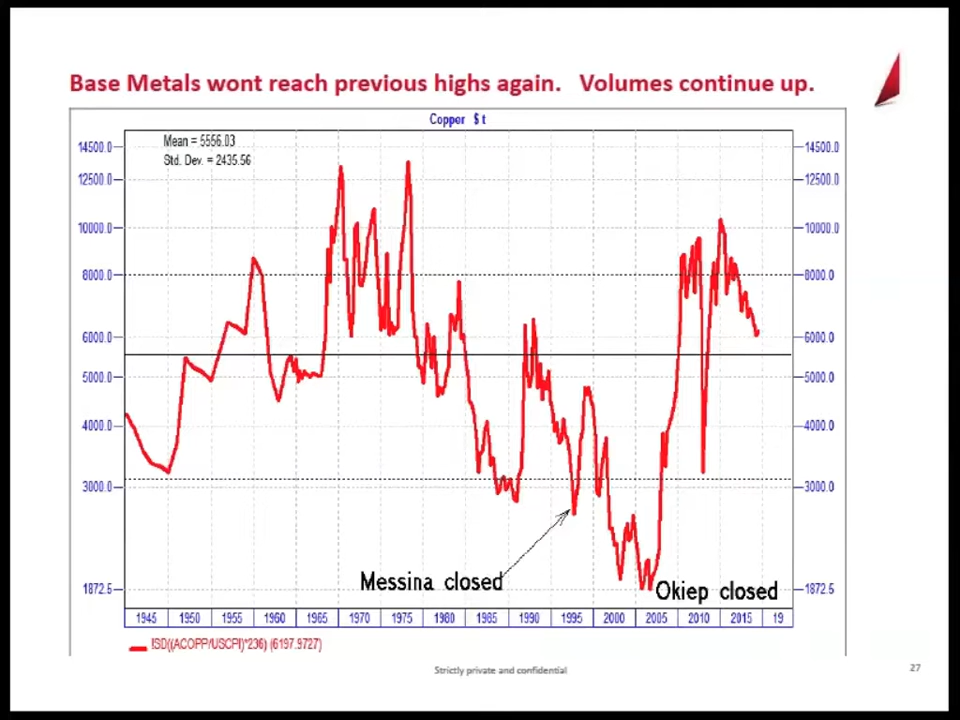 Base Metals wont reach previous highs again. Volumes continue up.
Copper $ t
Mean = 5556.03
Std. Dev. = 2435.56
14500.0 14500.0
12500.0 12500.0
10000.0 10000.0
8000.0 8000.0
6000.0 6000.0
5000.0 5000.0
4000.0 4000.0
3000.0 3000.0
Messina closed
1872.5 1872.5
Okiep closed
1945 1950 1955 1960 1965 1970 1975 1980 1985 1990 1995 2000 2005 2010 2015 19
ISD((ACOPP/USCPI)*236) (6197.9727)
Strictly private and confidential
27